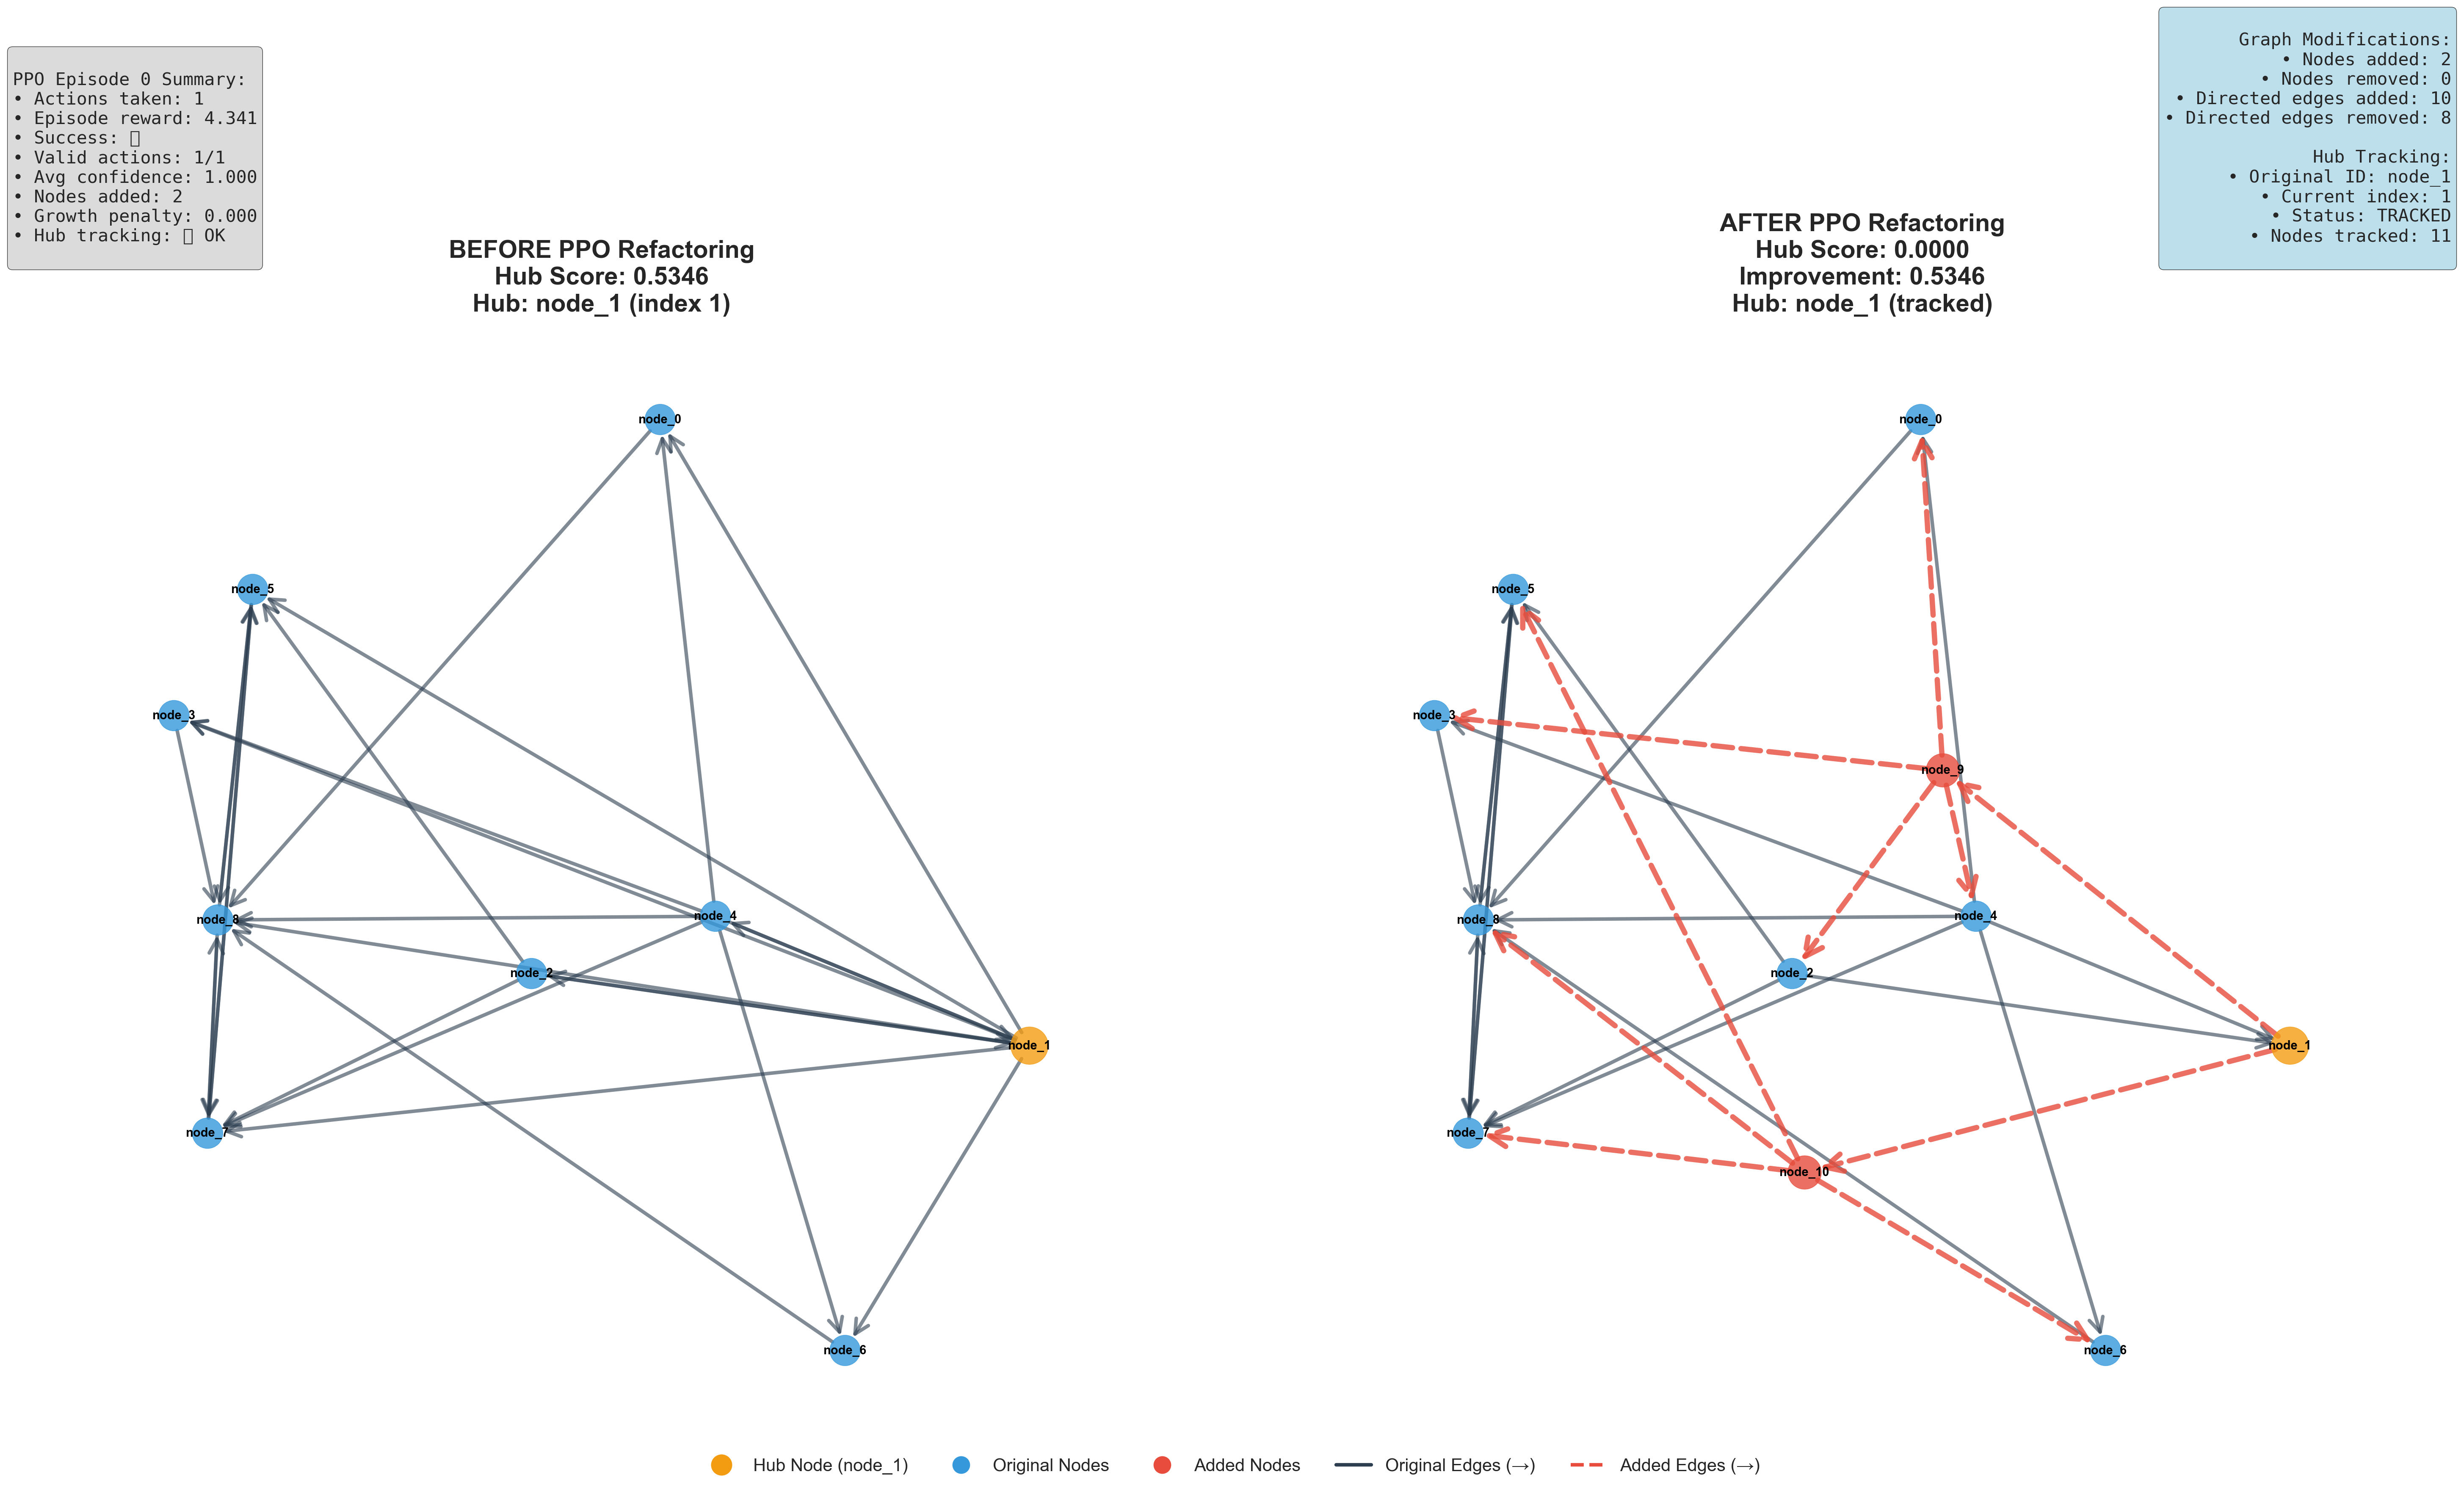 PPO Episode 0 Summary:
• Actions taken: 1
• Episode reward: 4.341
• Success: 
• Valid actions: 1/1
• Avg confidence: 1.000
• Nodes added: 2
• Growth penalty: 0.000
• Hub tracking: OK
Graph Modifications:
• Nodes added: 2
• Nodes removed: 0
• Directed edges added: 10
• Directed edges removed: 8
Hub Tracking:
• Original ID: node_1
• Current index: 1
• Status: TRACKED
• Nodes tracked: 11
BEFORE PPO Refactoring
Hub Score: 0.5346
Hub: node_1 (index 1)
AFTER PPO Refactoring
Hub Score: 0.0000
Improvement: 0.5346
Hub: node_1 (tracked)
node_0
node_5
node_3
node_8
node_4
node_2
node_1
node_7
node_6
node_0
node_5
node_3
node_9
node_8
node_4
node_2
node_1
node_7
node_10
node_6
Hub Node (node_1)
Original Nodes
Added Nodes
Original Edges (→)
Added Edges (→)